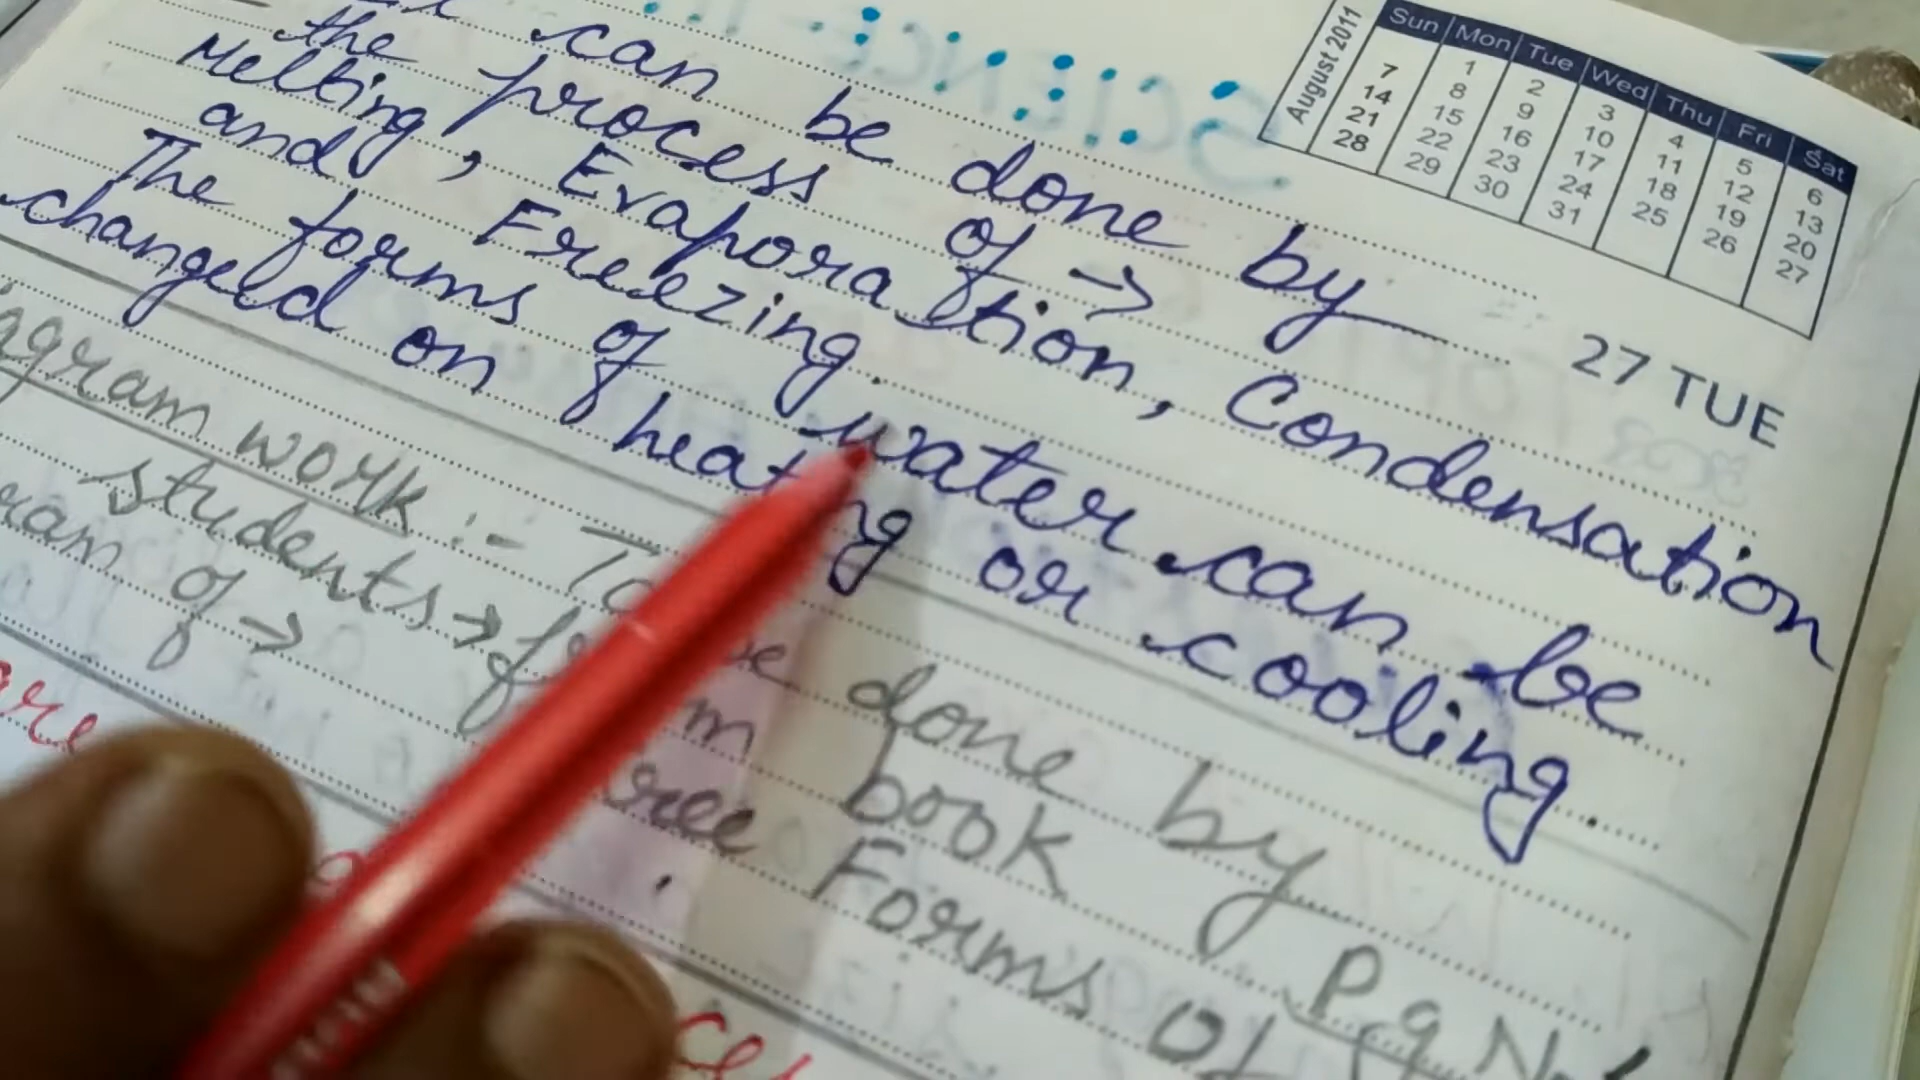 can be done by
the process of →
Melting, Evaporation, Condensation
and Freezing.
The forms of water can be
changed on heating or cooling.
work :- To be done by
students → from book Pg No
of → Three Forms Of
August 2011
Sun Mon Tue Wed Thu Fri Sat
1 2 3 4 5 6
7 8 9 10 11 12 13
14 15 16 17 18 19 20
21 22 23 24 25 26 27
28 29 30 31
27 TUE